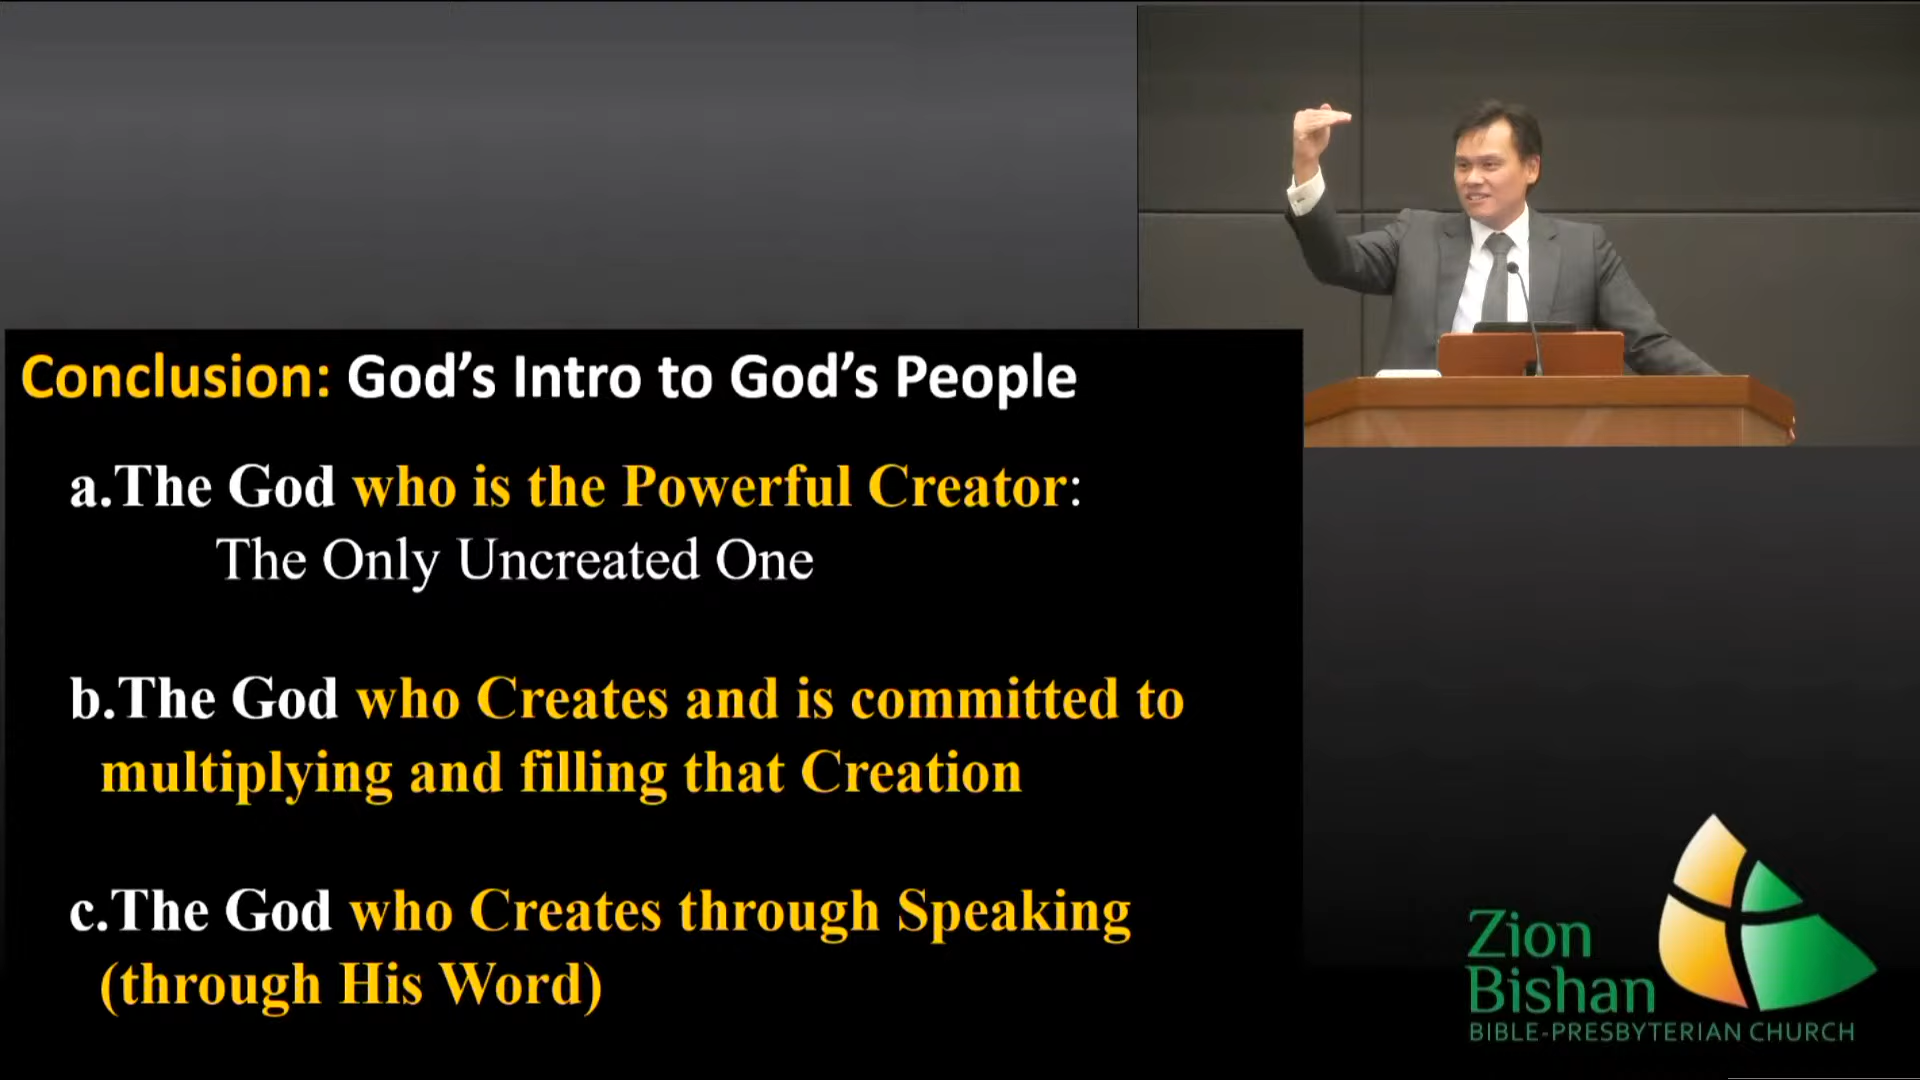 Conclusion: God's Intro to God's People
a.The God who is the Powerful Creator:
The Only Uncreated One
b.The God who Creates and is committed to
multiplying and filling that Creation
c.The God who Creates through Speaking
(through His Word)
Zion
Bishan
BIBLE-PRESBYTERIAN CHURCH